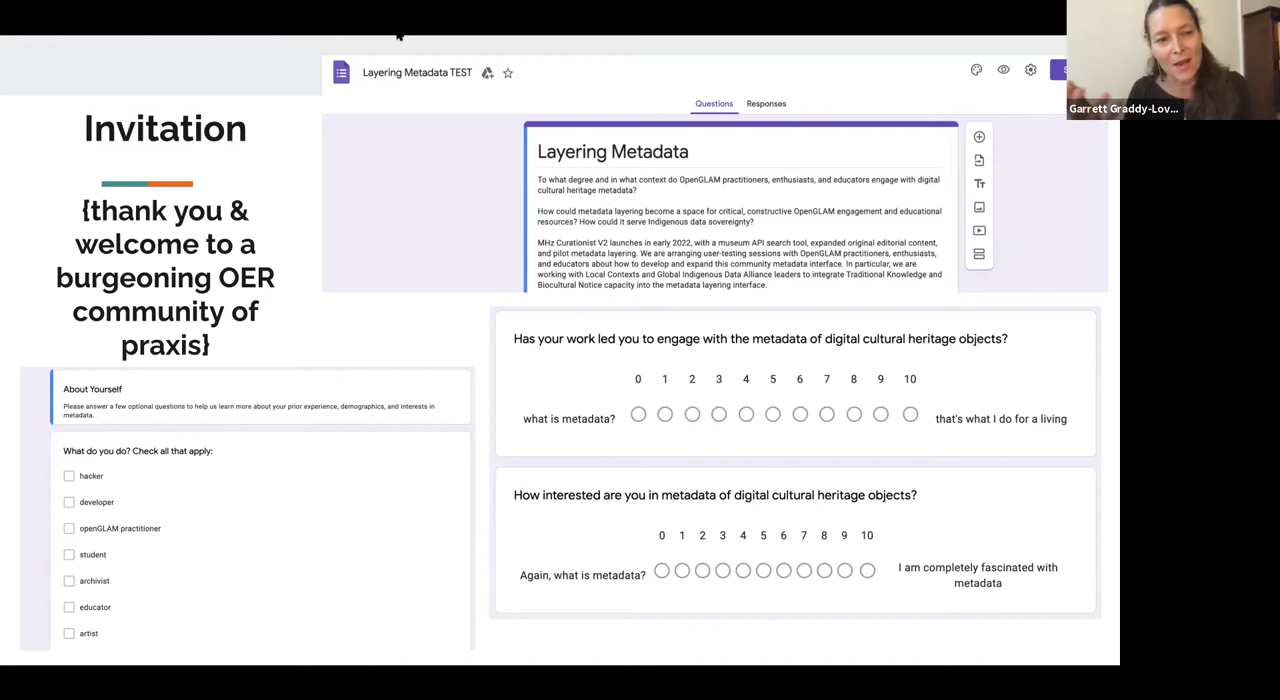 Layering Metadata TEST
Questions
Responses
Garrett Graddy-Lov...
Invitation
{thank you &
welcome to a
burgeoning OER
community of
praxis}
Layering Metadata
To what degree and in what context do OpenGLAM practitioners, enthusiasts, and educators engage with digital
cultural heritage metadata?
How could metadata layering become a space for critical, constructive OpenGLAM engagement and educational
resources? How could it serve Indigenous data sovereignty?
MHz Curationist V2 launches in early 2022, with a museum API search tool, expanded original editorial content,
and pilot metadata layering. We are arranging user-testing sessions with OpenGLAM practitioners, enthusiasts,
and educators about how to develop and expand this community metadata interface. In particular, we are
working with Local Contexts and Global Indigenous Data Alliance leaders to integrate Traditional Knowledge and
Biocultural Notice capacity into the metadata layering interface.
Tт
About Yourself
Please answer a few optional questions to help us learn more about your prior experience, demographics, and interests in
metadata.
What do you do? Check all that apply:
hacker
developer
openGLAM practitioner
student
archivist
educator
artist
Has your work led you to engage with the metadata of digital cultural heritage objects?
0 1 2 3 4 5 6 7 8 9 10
what is metadata? that's what I do for a living
How interested are you in metadata of digital cultural heritage objects?
0 1 2 3 4 5 6 7 8 9 10
Again, what is metadata? I am completely fascinated with
metadata